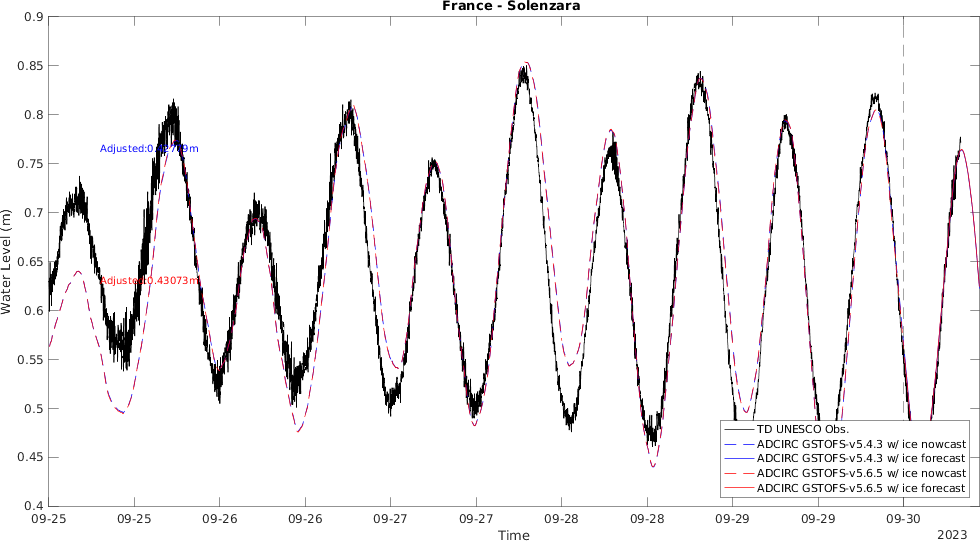 France - Solenzara
0.9
0.85
0.8
0.75
0.7
0.65
0.6
0.55
0.5
0.45
0.4
Water Level (m)
Adjusted:0.43073m
TD UNESCO Obs.
ADCIRC GSTOFS-v5.4.3 w/ ice nowcast
ADCIRC GSTOFS-v5.4.3 w/ ice forecast
ADCIRC GSTOFS-v5.6.5 w/ ice nowcast
ADCIRC GSTOFS-v5.6.5 w/ ice forecast
09-25 09-25 09-26 09-26 09-27 09-27 09-28 09-28 09-29 09-29 09-30
Time
2023